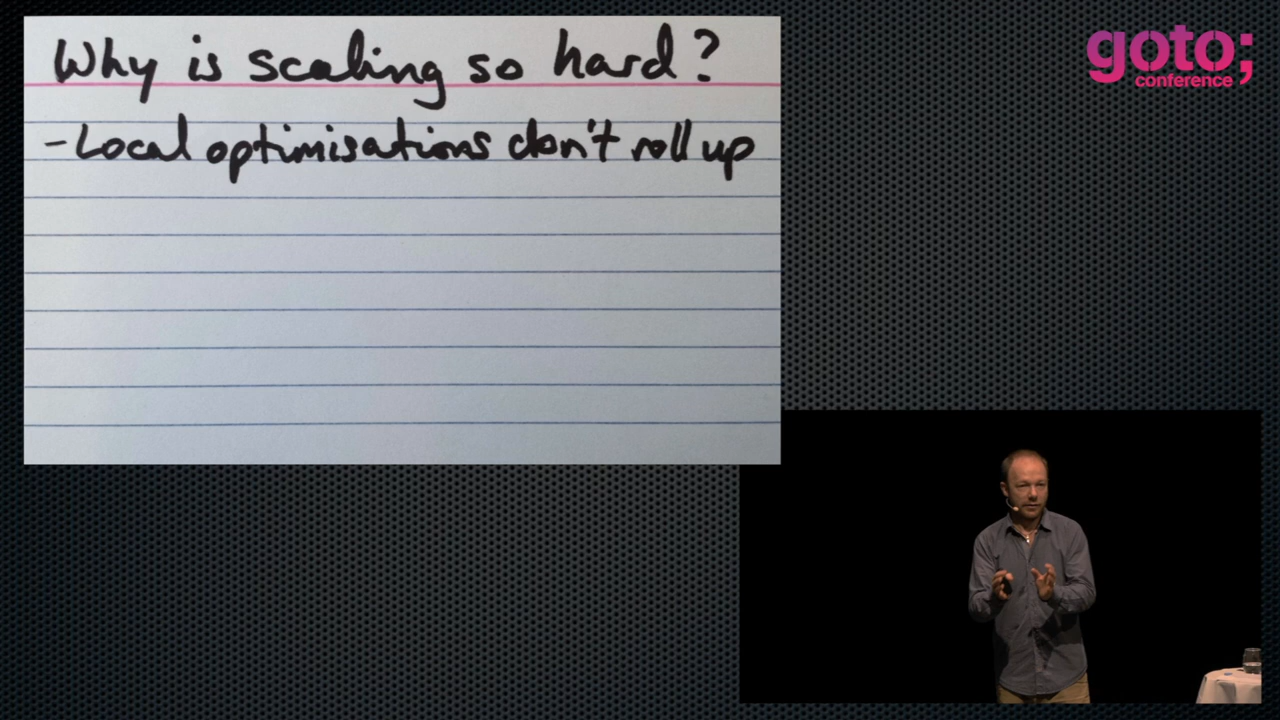 Why is scaling so hard?
- Local optimisations don't roll up
goto;
conference